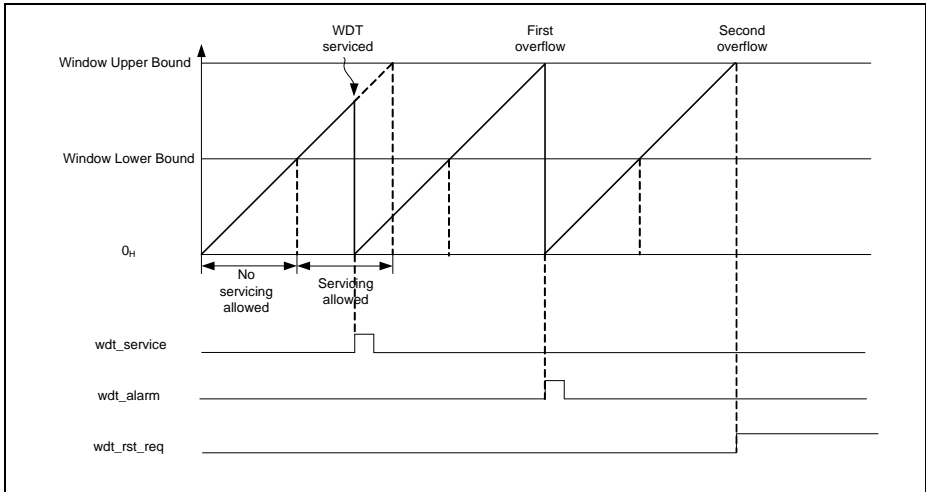 WDT
serviced
First
overflow
Second
overflow
Window Upper Bound
Window Lower Bound
0H
No
servicing
allowed
Servicing
allowed
wdt_service
wdt_alarm
wdt_rst_req